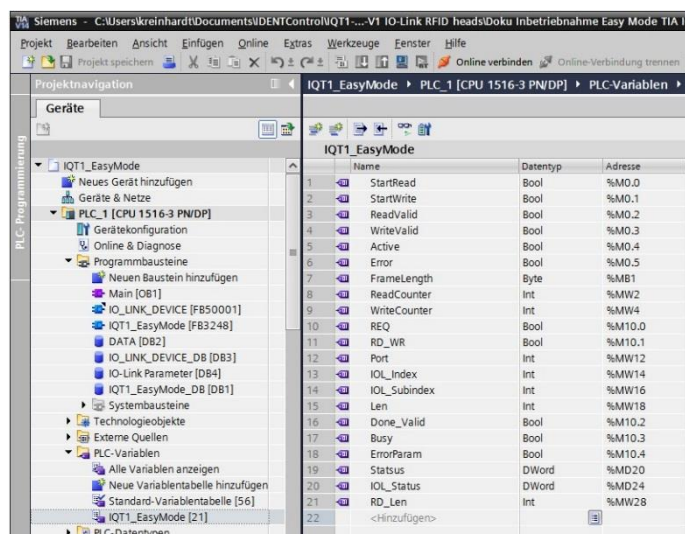 Siemens - C:\Users\kreinhardt\Documents\IDENTControl\IQT1-...-V1 IO-Link RFID heads\Doku Inbetriebnahme Easy Mode TIA
Projekt Bearbeiten Ansicht Einfügen Online Extras Werkzeuge Fenster Hilfe
Projekt speichern Online verbinden Online-Verbindung trennen
Projektnavigation
IQT1_EasyMode PLC_1 [CPU 1516-3 PN/DP] PLC-Variablen
Geräte
PLC-Programmierung
IQT1_EasyMode
Neues Gerät hinzufügen
Geräte & Netze
PLC_1 [CPU 1516-3 PN/DP]
Gerätekonfiguration
Online & Diagnose
Programmbausteine
Neuen Baustein hinzufügen
Main [OB1]
IO_LINK_DEVICE [FB50001]
IQT1_EasyMode [FB3248]
DATA [DB2]
IO_LINK_DEVICE_DB [DB3]
IO-Link Parameter [DB4]
IQT1_EasyMode_DB [DB1]
Systembausteine
Technologieobjekte
Externe Quellen
PLC-Variablen
Alle Variablen anzeigen
Neue Variablentabelle hinzufügen
Standard-Variablentabelle [56]
IQT1_EasyMode [21]
PLC-Datentypen
IQT1_EasyMode
Name Datentyp Adresse
1 StartRead Bool %M0.0
2 StartWrite Bool %M0.1
3 ReadValid Bool %M0.2
4 WriteValid Bool %M0.3
5 Active Bool %M0.4
6 Error Bool %M0.5
7 FrameLength Byte %MB1
8 ReadCounter Int %MW2
9 WriteCounter Int %MW4
10 REQ Bool %M10.0
11 RD_WR Bool %M10.1
12 Port Int %MW12
13 IOL_Index Int %MW14
14 IOL_Subindex Int %MW16
15 Len Int %MW18
16 Done_Valid Bool %M10.2
17 Busy Bool %M10.3
18 ErrorParam Bool %M10.4
19 Statsus DWord %MD20
20 IOL_Status DWord %MD24
21 RD_Len Int %MW28
22 <Hinzufügen>